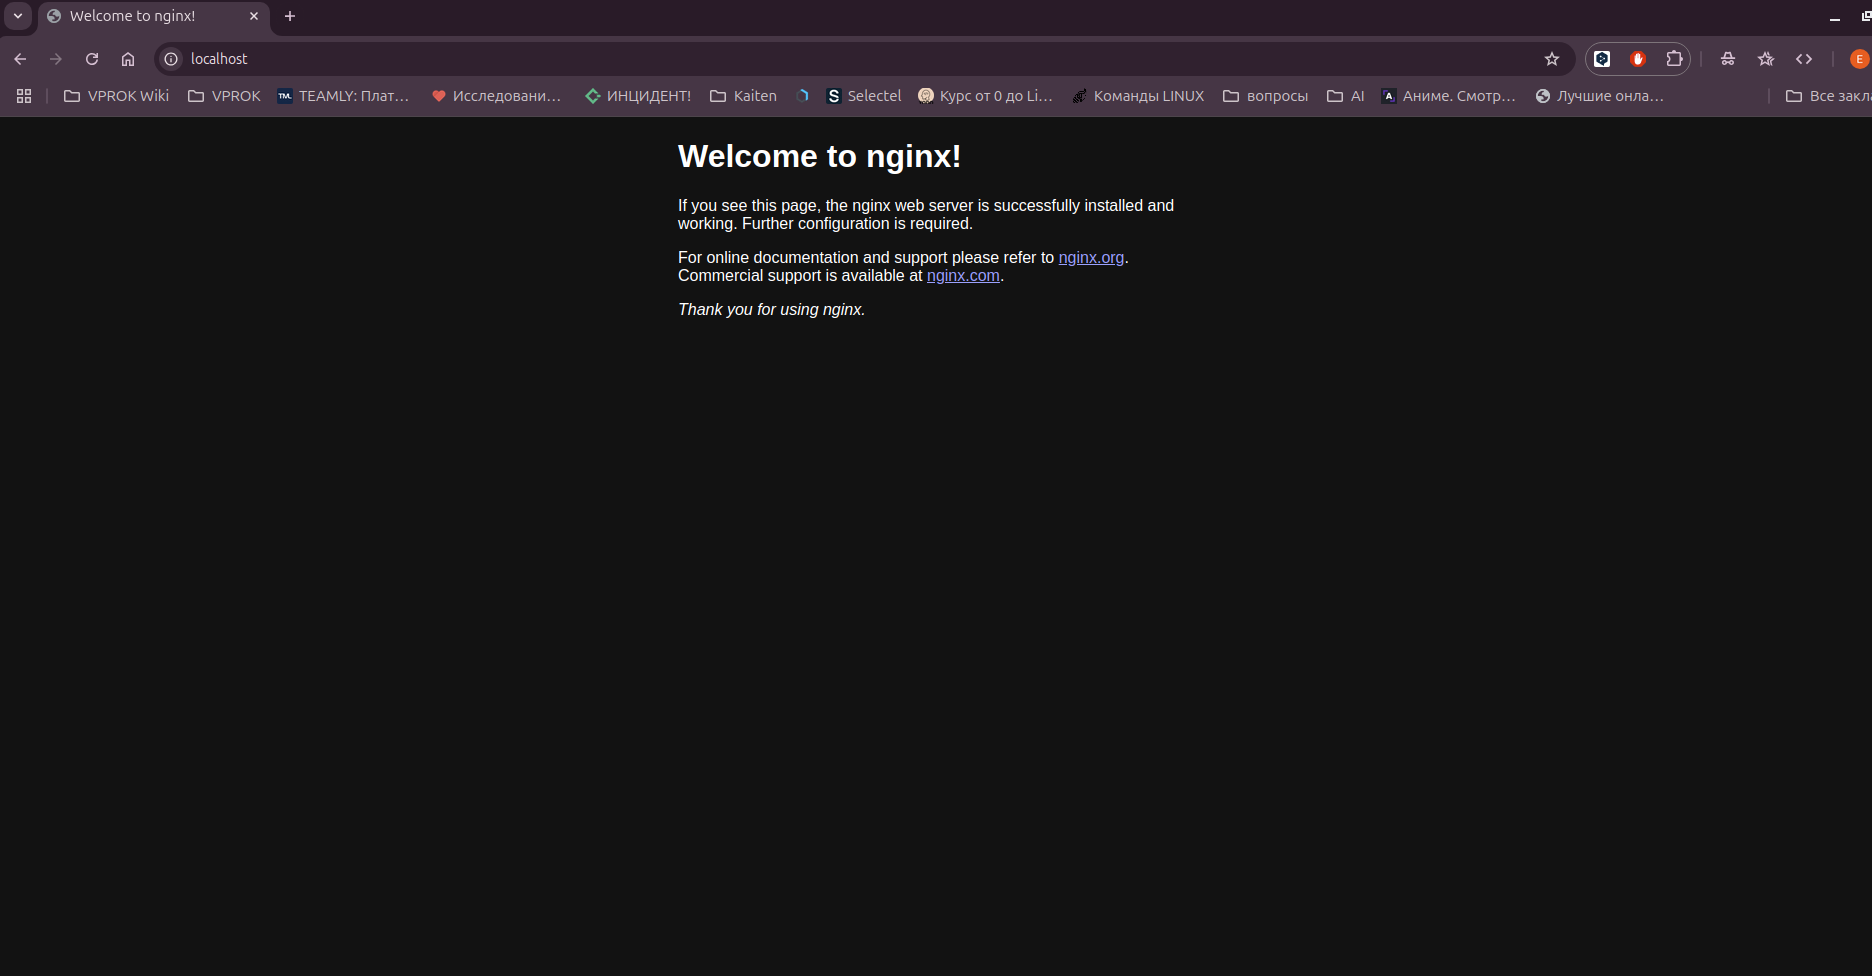 Welcome to nginx!
localhost
VPROK Wiki
VPROK
TEAMLY: Плат…
Исследовани…
ИНЦИДЕНТ!
Kaiten
S Selectel
Курс от 0 до Li…
Команды LINUX
вопросы
AI
A Аниме. Смотр…
Лучшие онла…
Все закл
E
Welcome to nginx!
If you see this page, the nginx web server is successfully installed and
working. Further configuration is required.
For online documentation and support please refer to nginx.org.
Commercial support is available at nginx.com.
Thank you for using nginx.